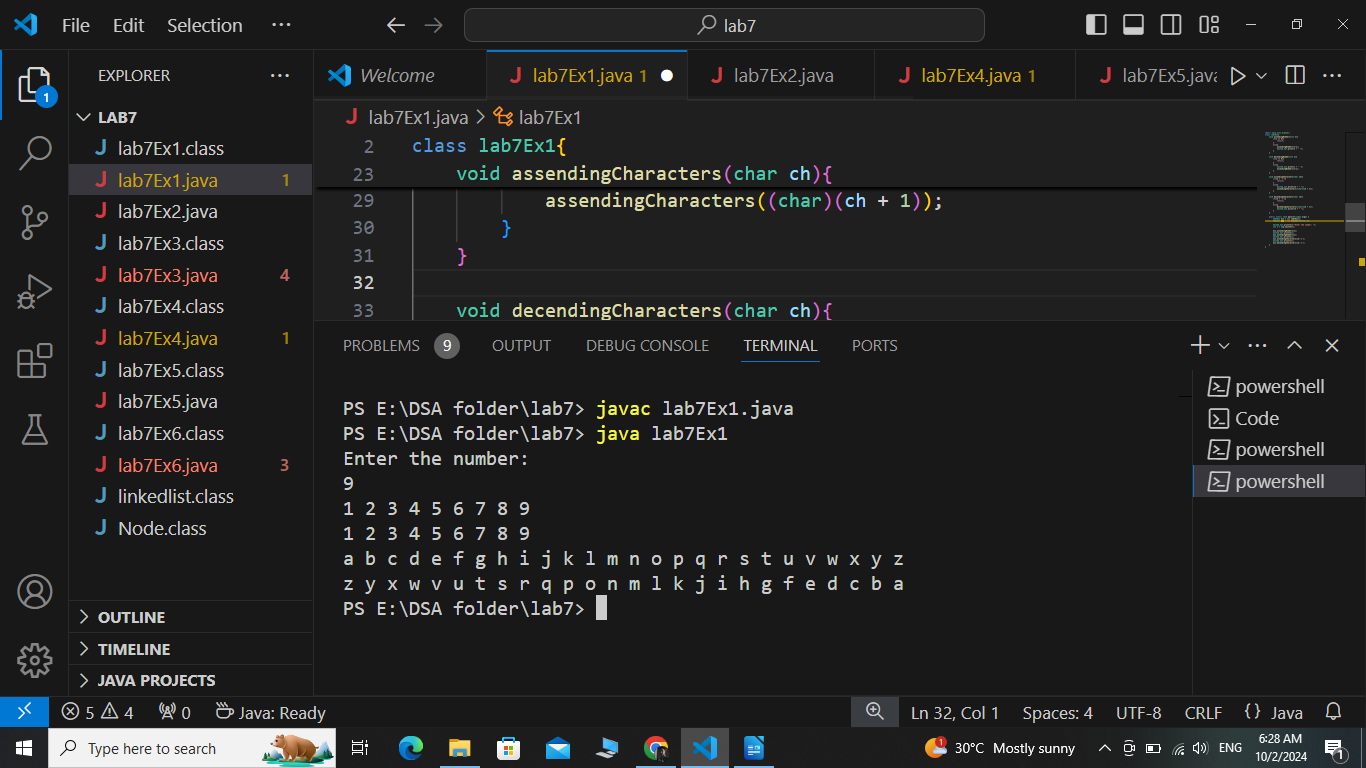 File Edit Selection ··· lab7
EXPLORER ···
LAB7
lab7Ex1.class
lab7Ex1.java 1
lab7Ex2.java
lab7Ex3.class
lab7Ex3.java 4
lab7Ex4.class
lab7Ex4.java 1
lab7Ex5.class
lab7Ex5.java
lab7Ex6.class
lab7Ex6.java 3
linkedlist.class
Node.class
OUTLINE
TIMELINE
JAVA PROJECTS
1
Welcome lab7Ex1.java 1 lab7Ex2.java lab7Ex4.java 1 lab7Ex5.java ···
lab7Ex1.java > lab7Ex1
2 class lab7Ex1{
23 void assendingCharacters(char ch){
29 assendingCharacters((char)(ch + 1));
30 }
31 }
32
33 void decendingCharacters(char ch){
PROBLEMS 9 OUTPUT DEBUG CONSOLE TERMINAL PORTS ···
PS E:\DSA folder\lab7> javac lab7Ex1.java
PS E:\DSA folder\lab7> java lab7Ex1
Enter the number:
9
1 2 3 4 5 6 7 8 9
1 2 3 4 5 6 7 8 9
a b c d e f g h i j k l m n o p q r s t u v w x y z
z y x w v u t s r q p o n m l k j i h g f e d c b a
PS E:\DSA folder\lab7>
powershell
Code
powershell
powershell
5 4 0 Java: Ready Ln 32, Col 1 Spaces: 4 UTF-8 CRLF {} Java
Type here to search 1 30°C Mostly sunny ENG 6:28 AM 1
10/2/2024